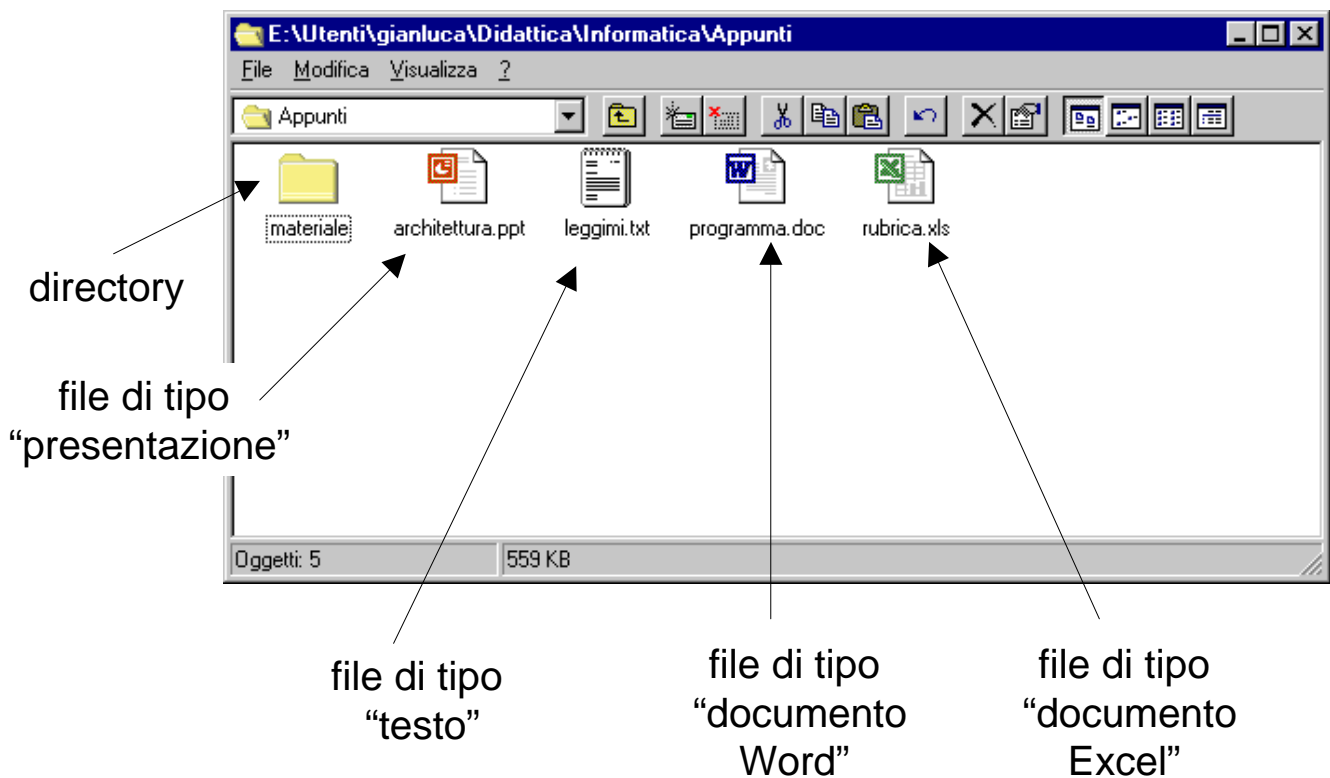 E:\Utenti\gianluca\Didattica\Informatica\Appunti
File Modifica Visualizza ?
Appunti
materiale architettura.ppt leggimi.txt programma.doc rubrica.xls
directory
file di tipo
“presentazione”
Oggetti: 5 559 KB
file di tipo
“testo”
file di tipo
“documento
Word”
file di tipo
“documento
Excel”